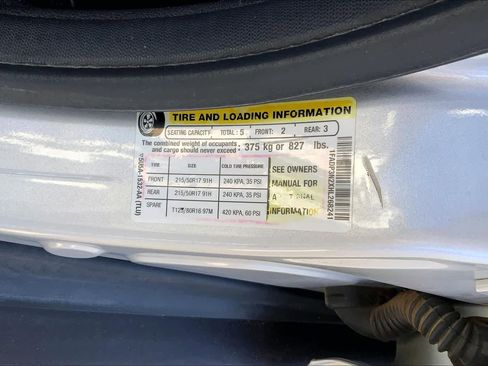 TIRE AND LOADING INFORMATION
SEATING CAPACITY TOTAL: 5 FRONT: 2 REAR: 3
The combined weight of occupants and cargo should never exceed : 375 kg or 827 lbs.
TIRE SIZE COLD TIRE PRESSURE
FRONT 215/50R17 91H 240 KPA, 35 PSI
REAR 215/50R17 91H 240 KPA, 35 PSI
SPARE 80R16 97M 420 KPA, 60 PSI
SEE OWNERS
MANUAL FOR
INFORMATION